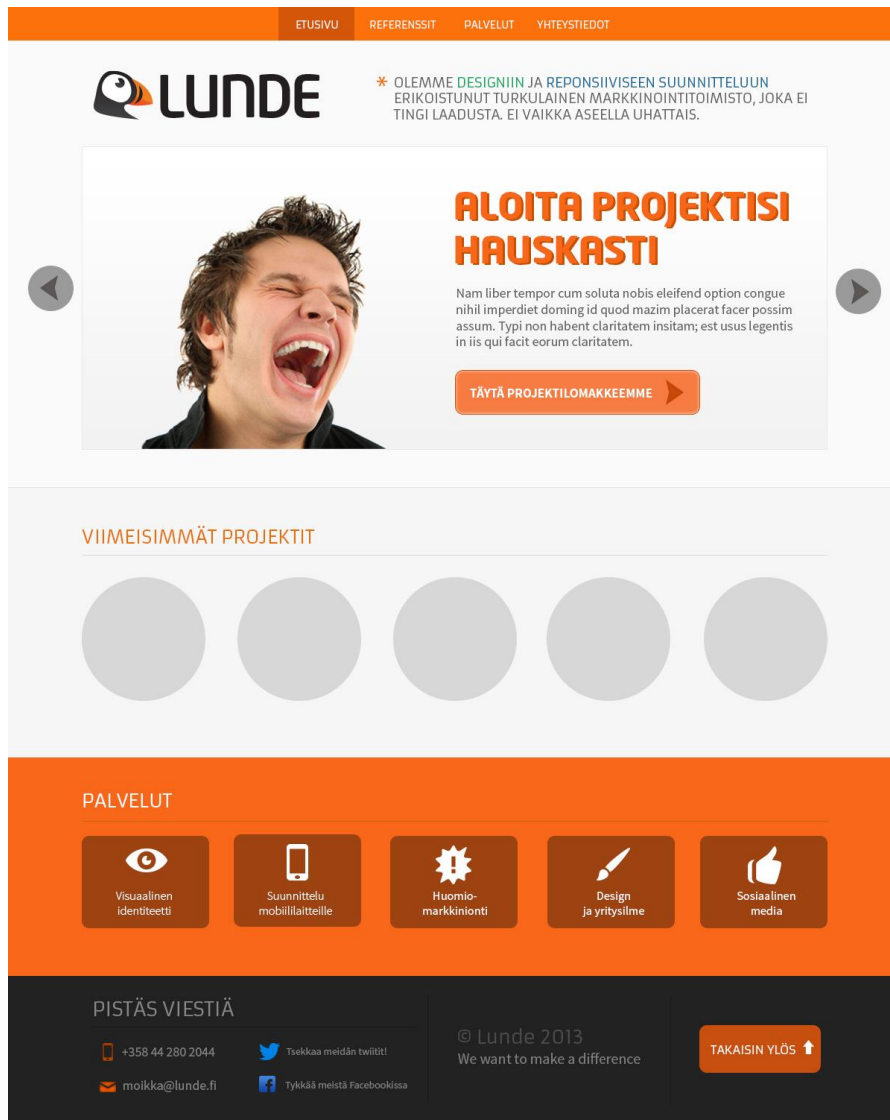 ETUSIVU REFERENSSIT PALVELUT YHTEYSTIEDOT
LUNDE
* OLEMME DESIGNIIN JA REPONSIIVISEEN SUUNNITTELUUN
ERIKOISTUNUT TURKULAINEN MARKKINOINTITOIMISTO, JOKA EI
TINGI LAADUSTA. EI VAIKKA ASEELLA UHATTAIS.
ALOITA PROJEKTISI
HAUSKASTI
Nam liber tempor cum soluta nobis eleifend option congue
nihil imperdiet doming id quod mazim placerat facer possim
assum. Typi non habent claritatem insitam; est usus legentis
in iis qui facit eorum claritatem.
TÄYTÄ PROJEKTILOMAKKEEMME
VIIMEISIMMÄT PROJEKTIT
PALVELUT
Visuaalinen
identiteetti
Suunnittelu
mobiililaitteille
Huomio-
markkinionti
Design
ja yritysilme
Sosiaalinen
media
PISTÄS VIESTIÄ
+358 44 280 2044
Tsekkaa meidän twiitit!
moikka@lunde.fi
Tykkää meistä Facebookissa
© Lunde 2013
We want to make a difference
TAKAISIN YLÖS